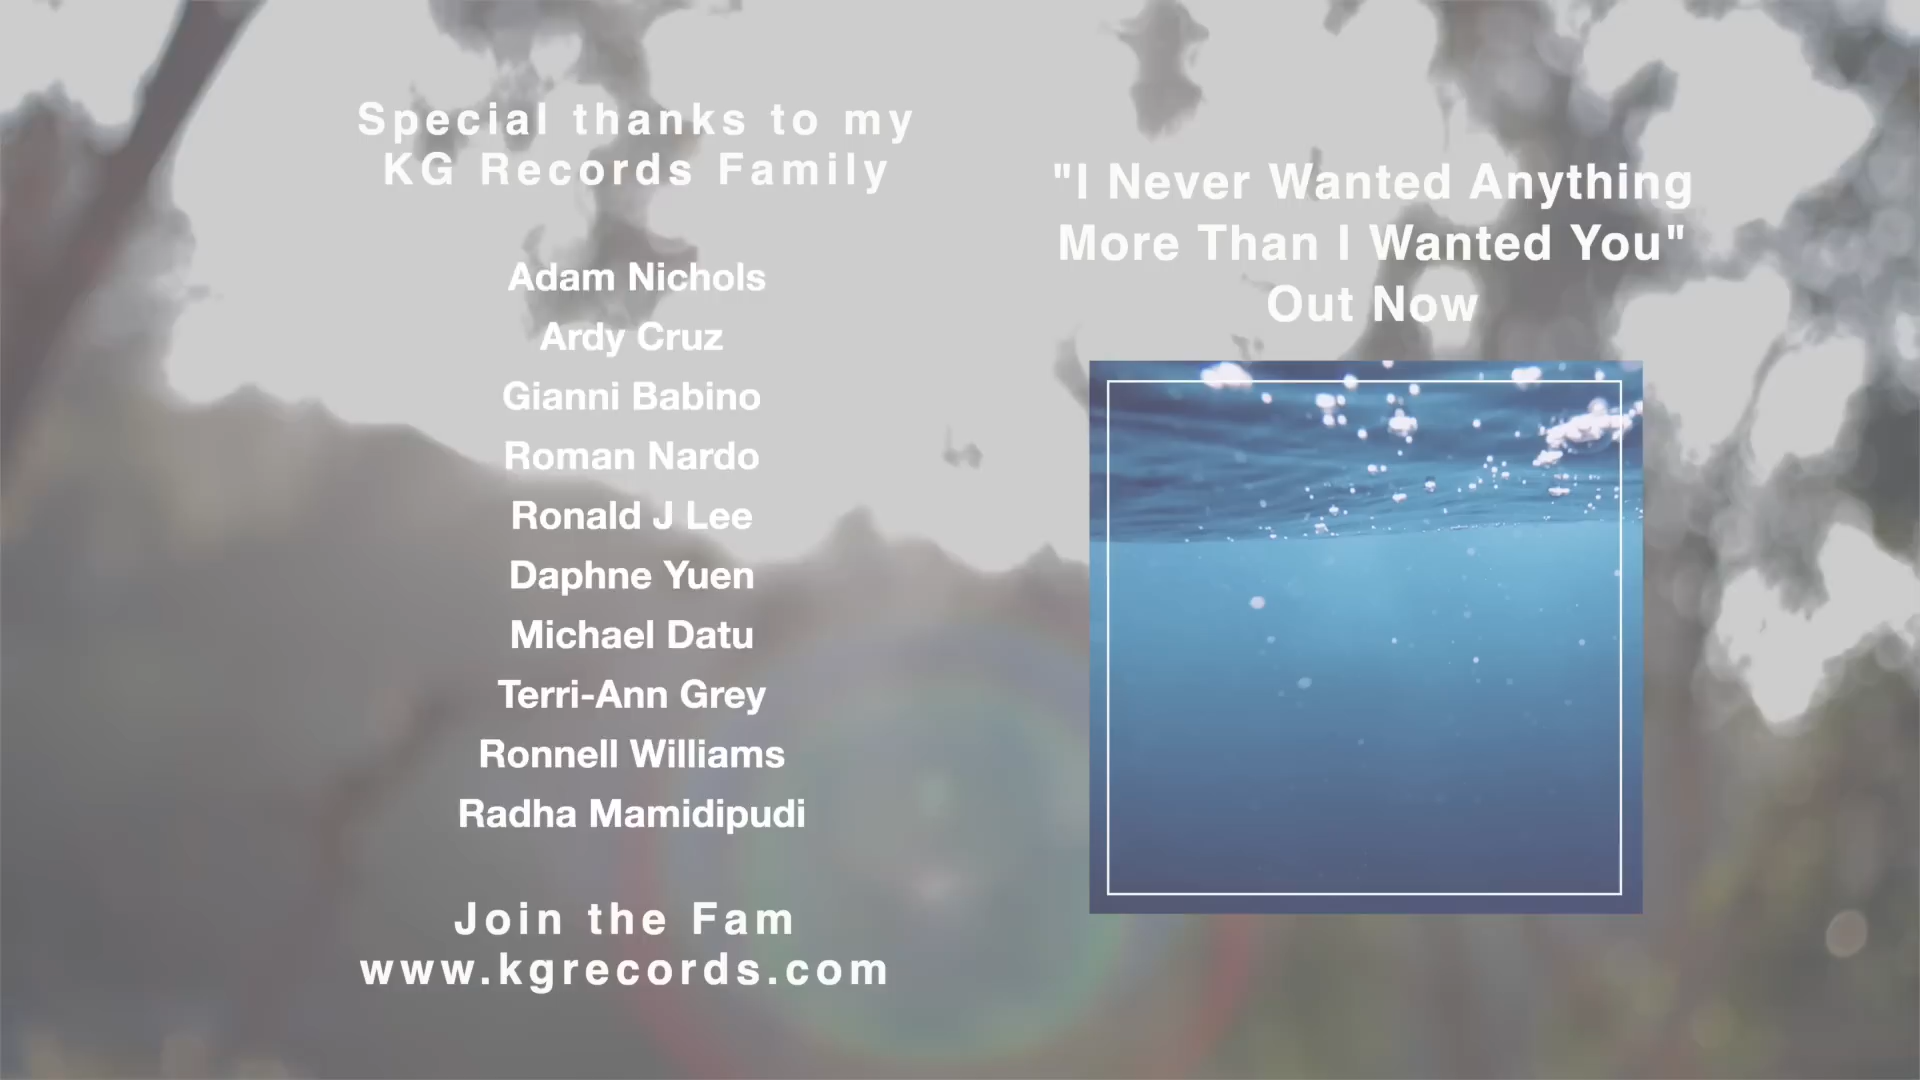 Special thanks to my
KG Records Family
Adam Nichols
Ardy Cruz
Gianni Babino
Roman Nardo
Ronald J Lee
Daphne Yuen
Michael Datu
Terri-Ann Grey
Ronnell Williams
Radha Mamidipudi
Join the Fam
www.kgrecords.com
"I Never Wanted Anything
More Than I Wanted You"
Out Now